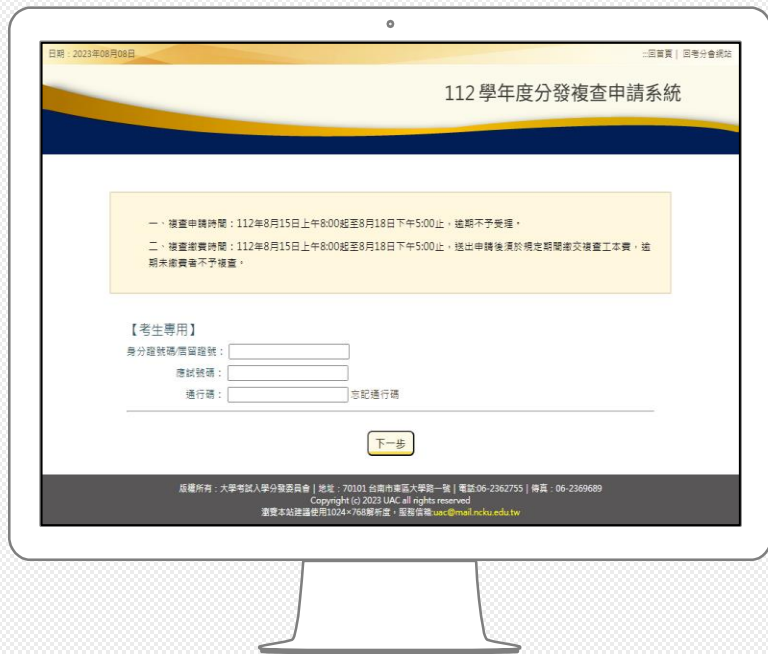 日期：2023年08月08日
:::回首頁｜ 回考分會網站
112 學年度分發複查申請系統
一、複查申請時間：112年8月15日上午8:00起至8月18日下午5:00止，逾期不予受理。
二、複查繳費時間：112年8月15日上午8:00起至8月18日下午5:00止，送出申請後須於規定期間繳交複查工本費，逾
期未繳費者不予複查。
【考生專用】
身分證號碼/居留證號：
應試號碼：
通行碼： 忘記通行碼
下一步
版權所有：大學考試入學分發委員會 | 地址：70101 台南市東區大學路一號 | 電話:06-2362755 | 傳真：06-2369689
Copyright (c) 2023 UAC all rights reserved
瀏覽本站建議使用1024×768解析度，服務信箱:uac@mail.ncku.edu.tw